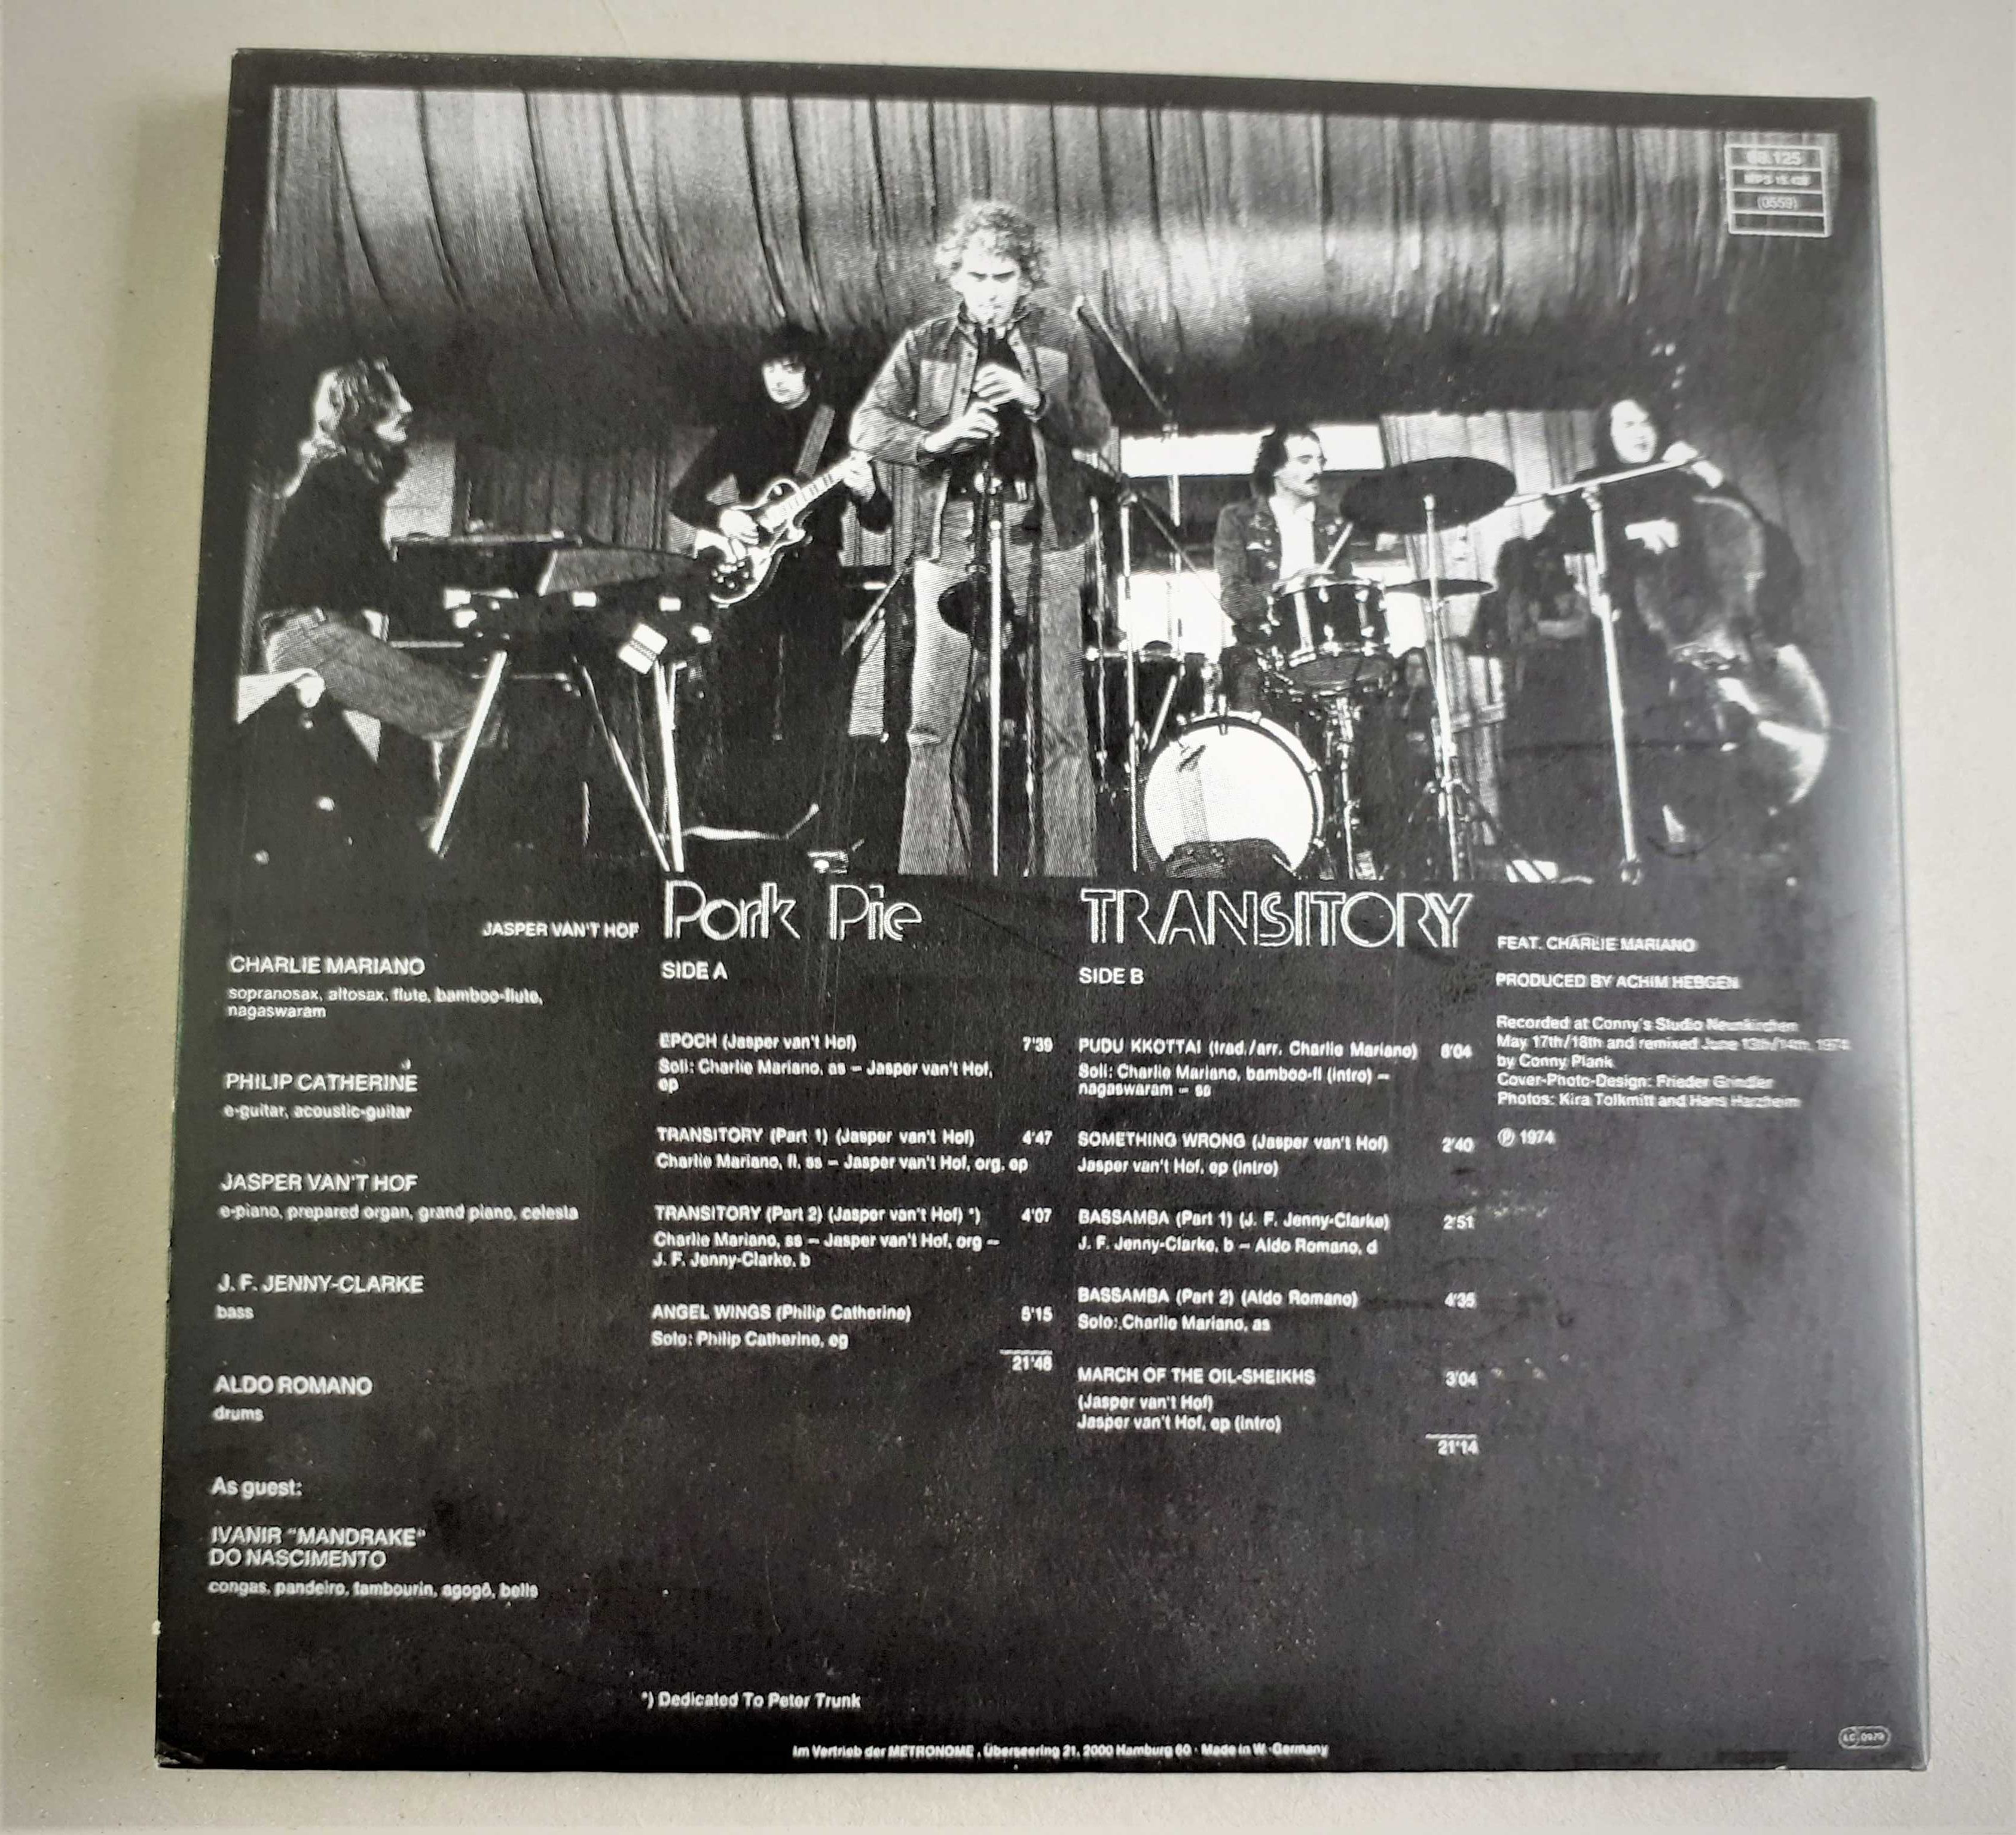 68.125
MPS 15.428
(0559)
JASPER VAN'T HOF
Pork Pie
TRANSITORY
FEAT. CHARLIE MARIANO
CHARLIE MARIANO
sopranosax, altosax, flute, bamboo-flute,
nagaswaram
PHILIP CATHERINE
e-guitar, acoustic-guitar
JASPER VAN'T HOF
e-piano, prepared organ, grand piano, celesta
J. F. JENNY-CLARKE
bass
ALDO ROMANO
drums
As guest:
IVANIR "MANDRAKE"
DO NASCIMENTO
congas, pandeiro, tambourin, agogô, bells
SIDE A
EPOCH (Jasper van't Hof) 7'39
Soli: Charlie Mariano, as – Jasper van't Hof,
ep
TRANSITORY (Part 1) (Jasper van't Hof) 4'47
Charlie Mariano, fl, ss – Jasper van't Hof, org, ep
TRANSITORY (Part 2) (Jasper van't Hof) *) 4'07
Charlie Mariano, ss – Jasper van't Hof, org –
J. F. Jenny-Clarke, b
ANGEL WINGS (Philip Catherine) 5'15
Solo: Philip Catherine, eg
21'48
SIDE B
PUDU KKOTTAI (trad./arr. Charlie Mariano) 8'04
Soli: Charlie Mariano, bamboo-fl (intro) –
nagaswaram – ss
SOMETHING WRONG (Jasper van't Hof) 2'40
Jasper van't Hof, ep (intro)
BASSAMBA (Part 1) (J. F. Jenny-Clarke) 2'51
J. F. Jenny-Clarke, b – Aldo Romano, d
BASSAMBA (Part 2) (Aldo Romano) 4'35
Solo: Charlie Mariano, as
MARCH OF THE OIL-SHEIKHS 3'04
(Jasper van't Hof)
Jasper van't Hof, ep (intro)
21'14
PRODUCED BY ACHIM HEBGEN
Recorded at Conny's Studio Neunkirchen
May 17th/18th and remixed June 13th/14th, 1974
by Conny Plank
Cover-Photo-Design: Frieder Grindler
Photos: Kira Tolkmitt and Hans Harzheim
℗ 1974
*) Dedicated To Peter Trunk
Im Vertrieb der METRONOME, Überseering 21, 2000 Hamburg 60 · Made in W.-Germany
LC 0979